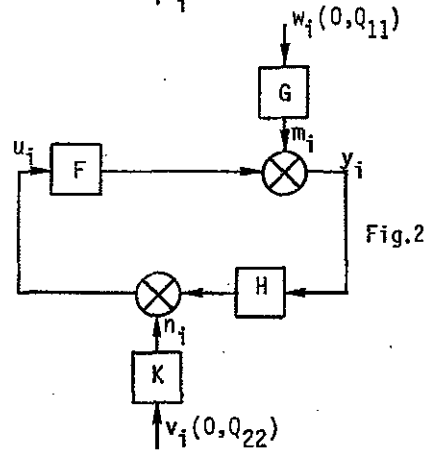 w_i(0,Q_11)
G
m_i
u_i
F
y_i
Fig.2
H
n_i
K
v_i(0,Q_22)